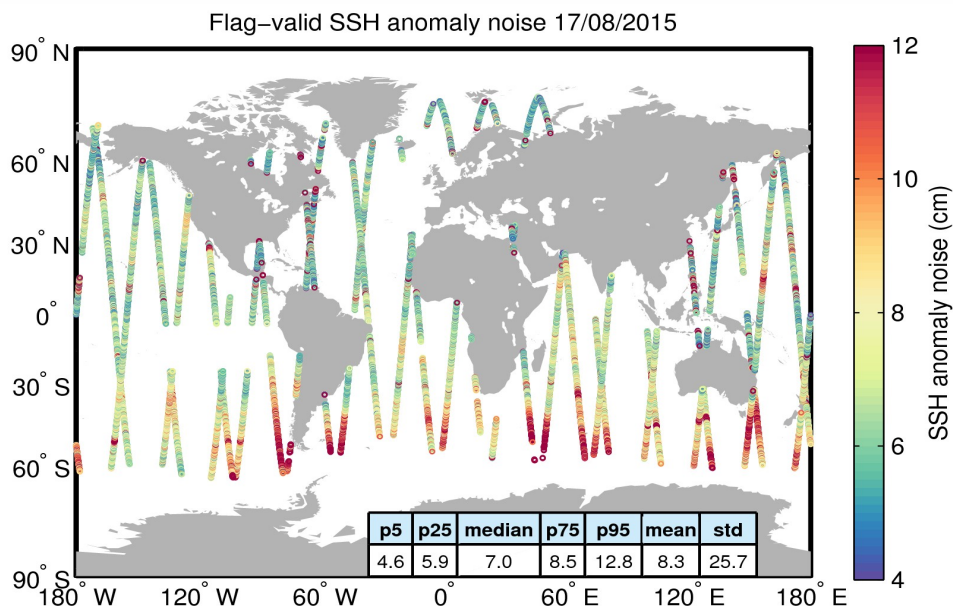 Flag−valid SSH anomaly noise 17/08/2015
90° N
60° N
30° N
0°
30° S
60° S
90° S
180° W 120° W 60° W 0° 60° E 120° E 180° E
p5 p25 median p75 p95 mean std
4.6 5.9 7.0 8.5 12.8 8.3 25.7
12
10
8
6
4
SSH anomaly noise (cm)